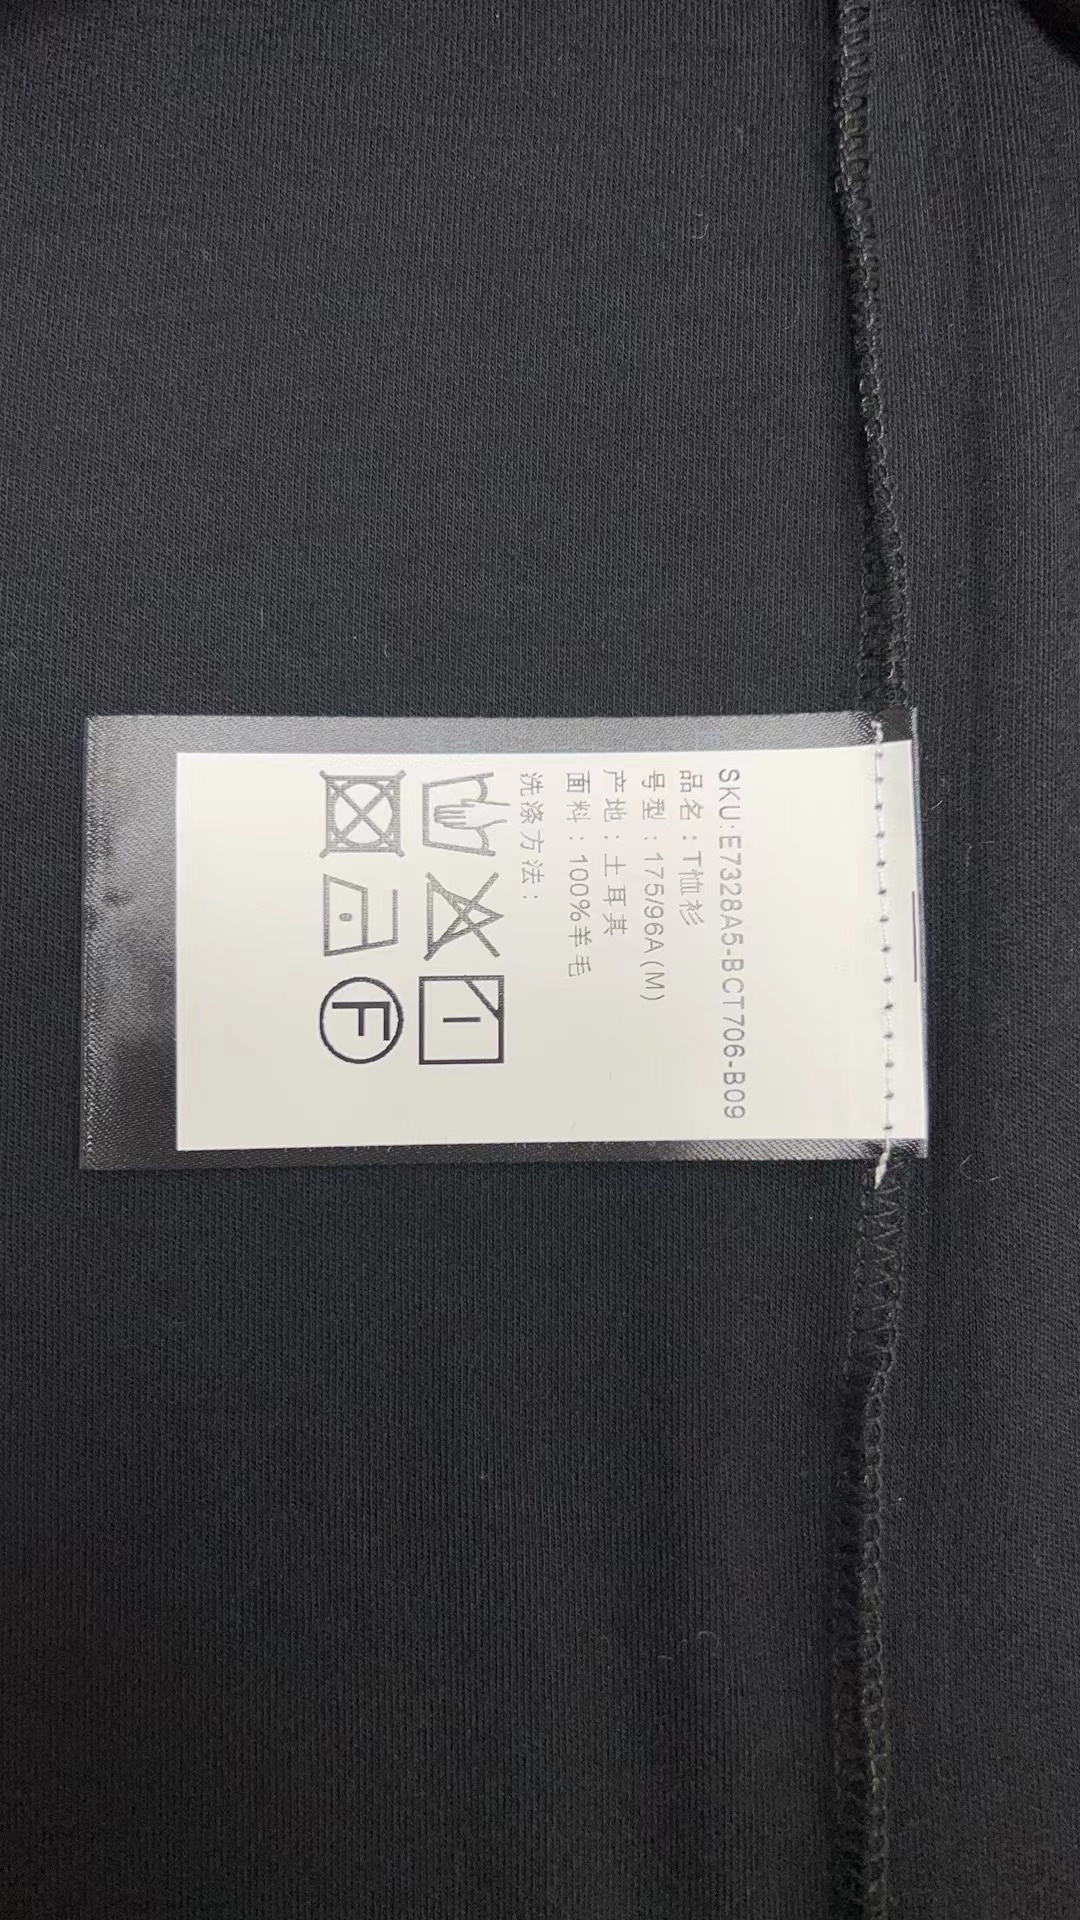 SKU:E7328A5-BCT706-B09
品名:T恤衫
号型:175/96A(M)
产地:土耳其
面料:100%羊毛
洗涤方法:
F